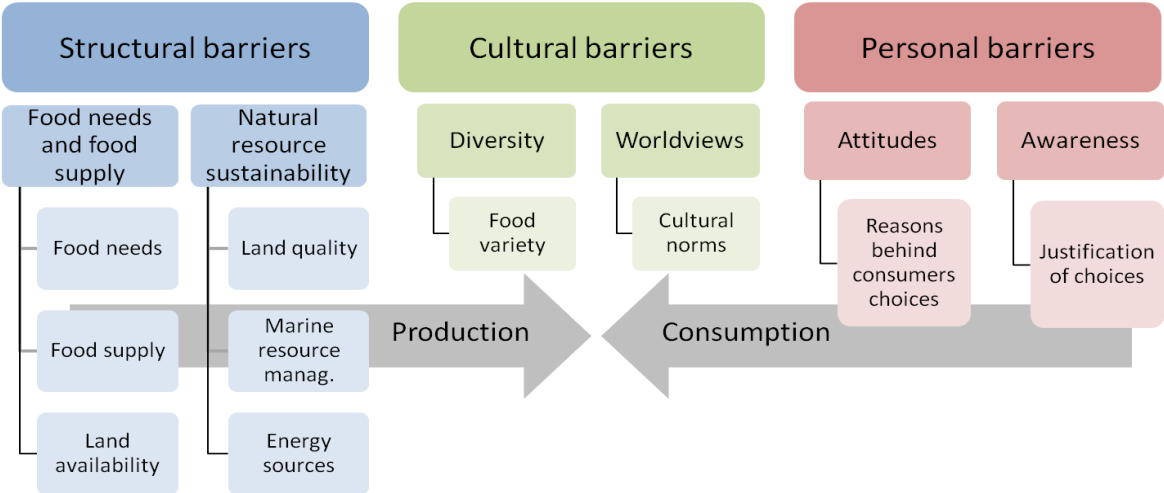 Structural barriers
Cultural barriers
Personal barriers
Food needs
and food
supply
Natural
resource
sustainability
Diversity
Worldviews
Attitudes
Awareness
Food needs
Land quality
Food
variety
Cultural
norms
Reasons
behind
consumers
choices
Justification
of choices
Food supply
Marine
resource
manag.
Production
Consumption
Land
availability
Energy
sources